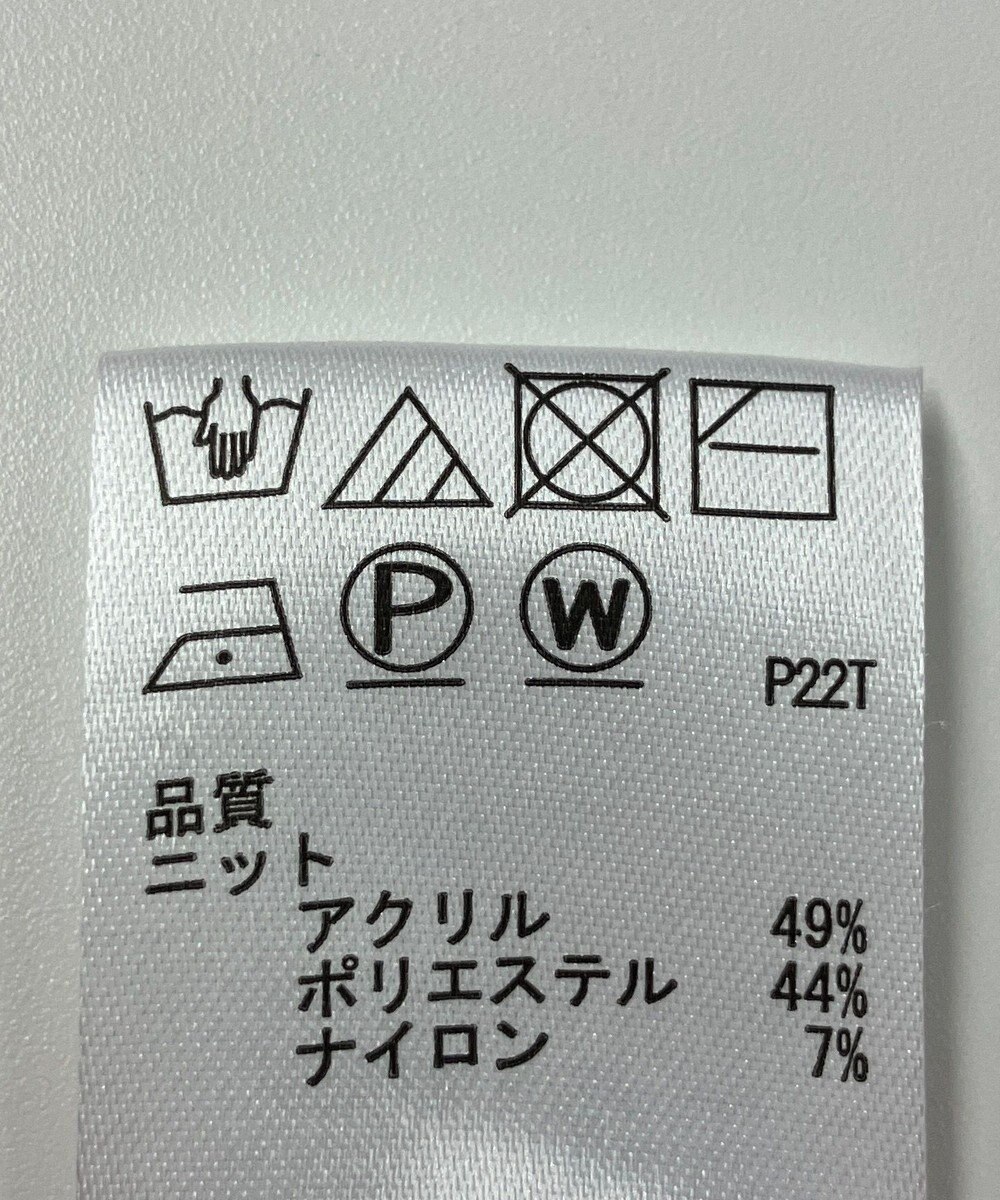 P W
P22T
品質
ニット
アクリル 49%
ポリエステル 44%
ナイロン 7%